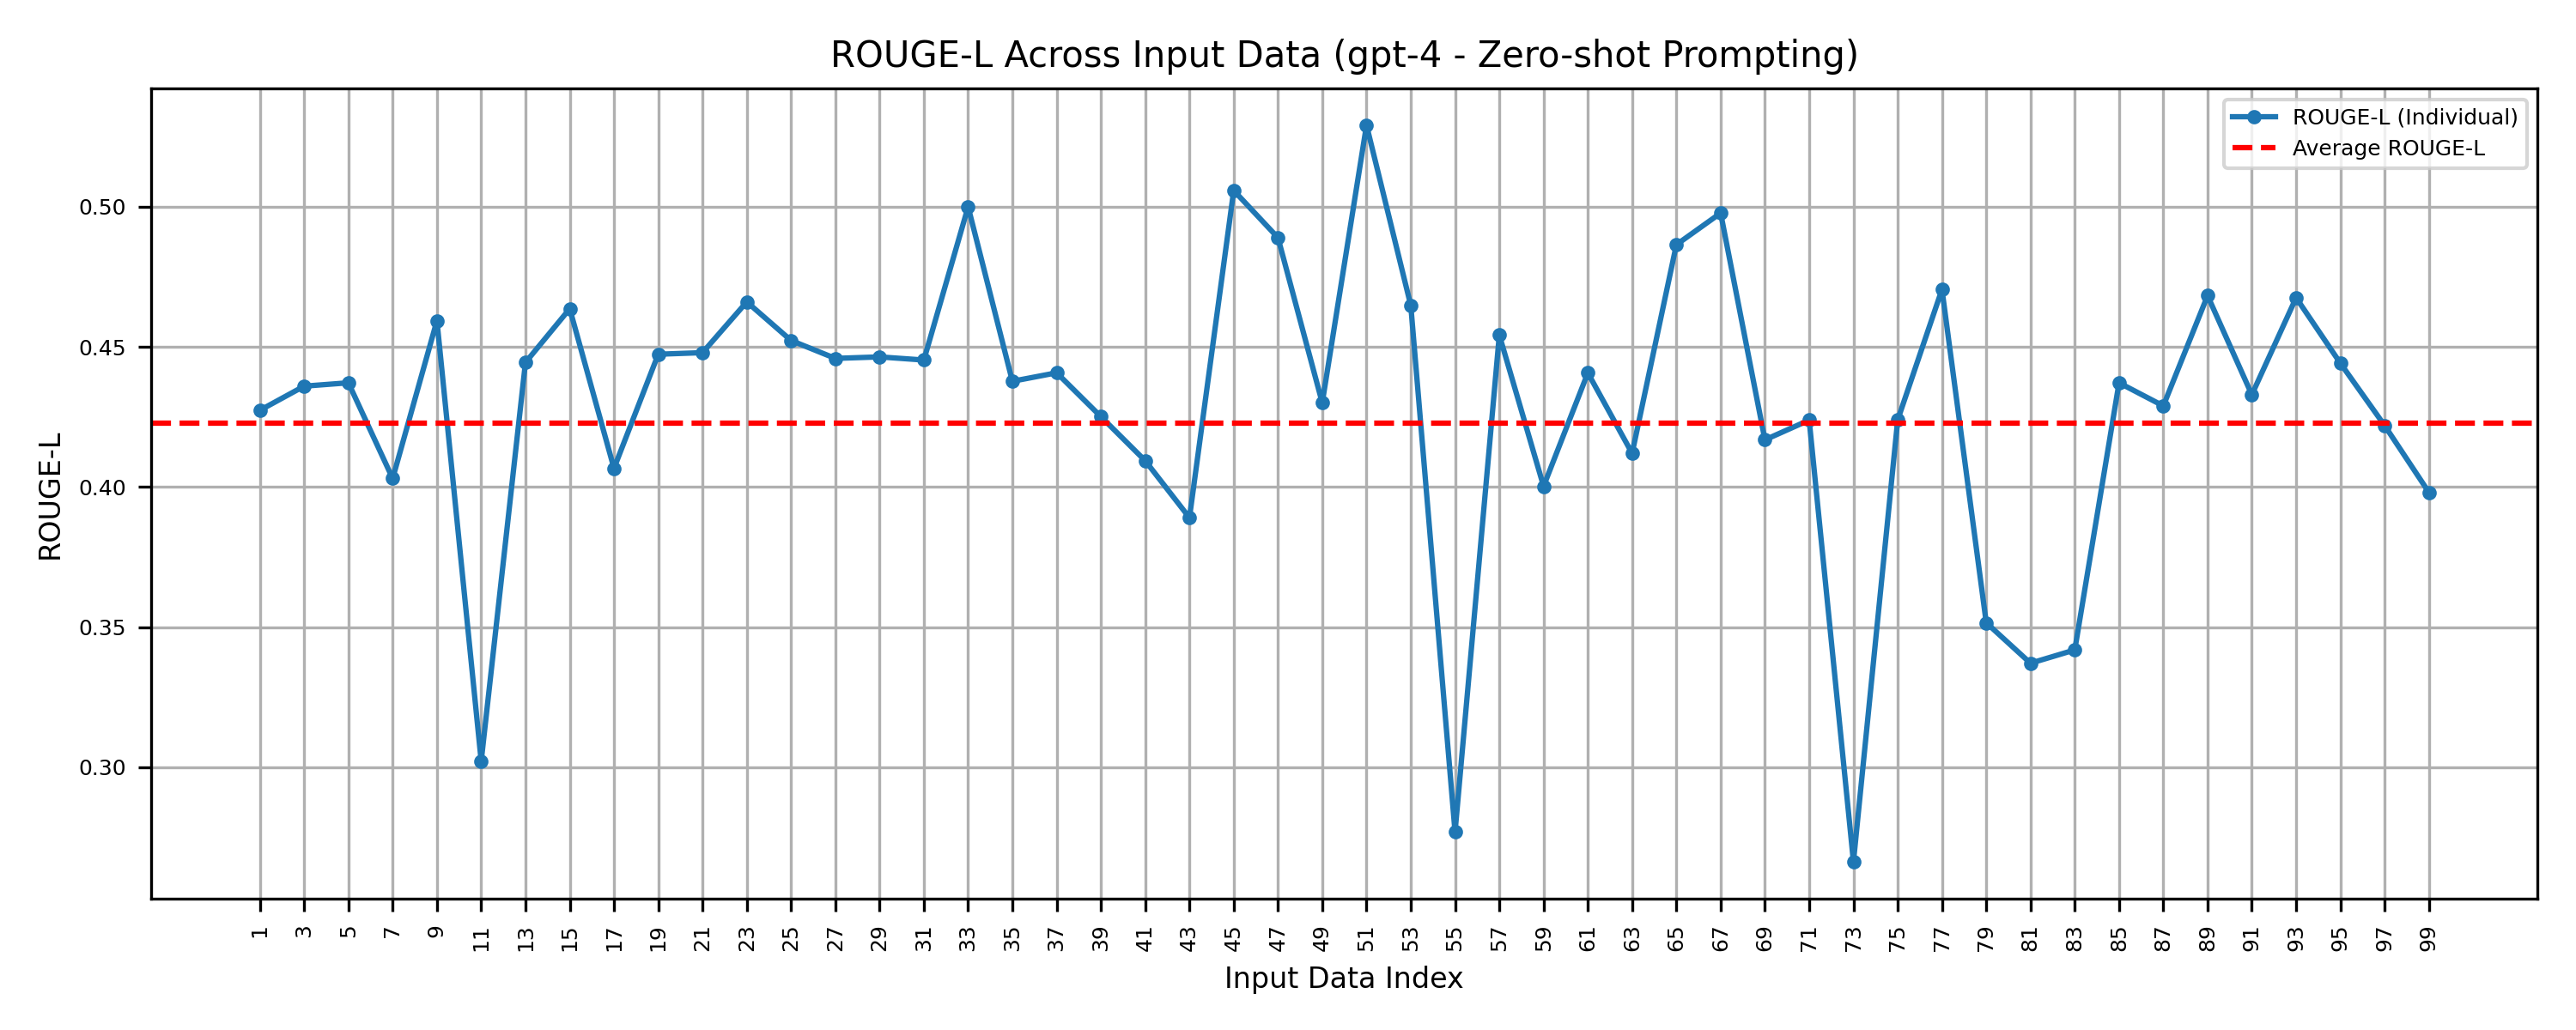 ROUGE-L Across Input Data (gpt-4 - Zero-shot Prompting)
ROUGE-L (Individual)
Average ROUGE-L
ROUGE-L
0.50
0.45
0.40
0.35
0.30
1 3 5 7 9 11 13 15 17 19 21 23 25 27 29 31 33 35 37 39 41 43 45 47 49 51 53 55 57 59 61 63 65 67 69 71 73 75 77 79 81 83 85 87 89 91 93 95 97 99
Input Data Index